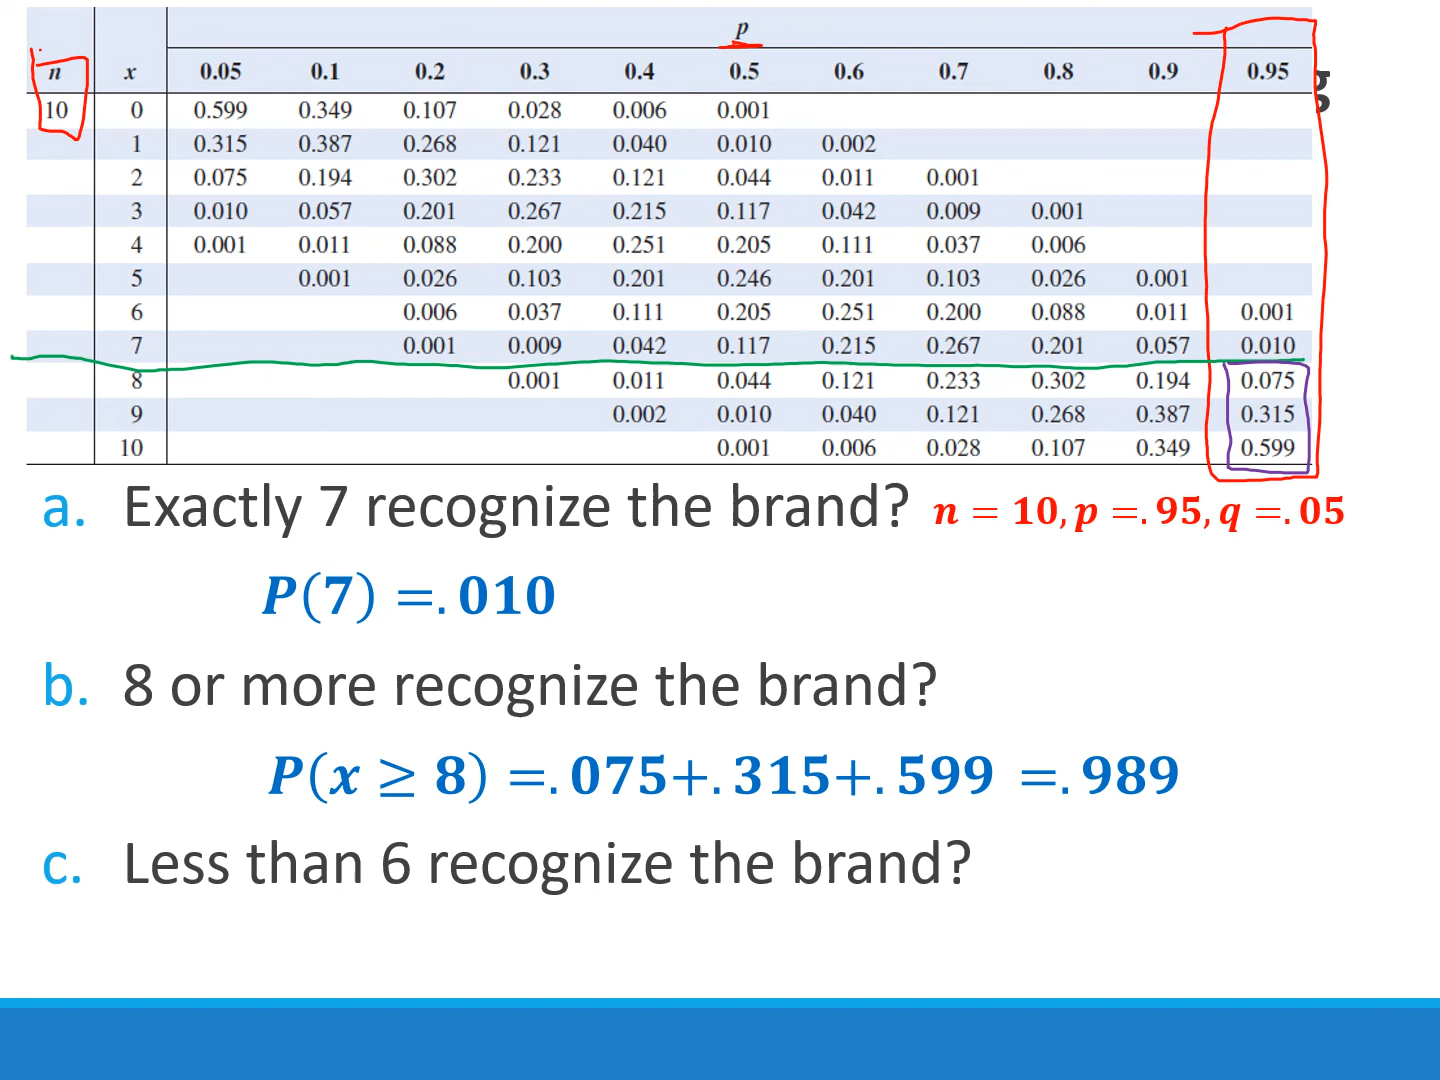 p
n x 0.05 0.1 0.2 0.3 0.4 0.5 0.6 0.7 0.8 0.9 0.95
g
10 0 0.599 0.349 0.107 0.028 0.006 0.001
1 0.315 0.387 0.268 0.121 0.040 0.010 0.002
2 0.075 0.194 0.302 0.233 0.121 0.044 0.011 0.001
3 0.010 0.057 0.201 0.267 0.215 0.117 0.042 0.009 0.001
4 0.001 0.011 0.088 0.200 0.251 0.205 0.111 0.037 0.006
5 0.001 0.026 0.103 0.201 0.246 0.201 0.103 0.026 0.001
6 0.006 0.037 0.111 0.205 0.251 0.200 0.088 0.011 0.001
7 0.001 0.009 0.042 0.117 0.215 0.267 0.201 0.057 0.010
8 0.001 0.011 0.044 0.121 0.233 0.302 0.194 0.075
9 0.002 0.010 0.040 0.121 0.268 0.387 0.315
10 0.001 0.006 0.028 0.107 0.349 0.599
a. Exactly 7 recognize the brand? n = 10, p =. 95, q =. 05
P(7) =. 010
b. 8 or more recognize the brand?
P(x ≥ 8) =. 075+. 315+. 599 =. 989
c. Less than 6 recognize the brand?